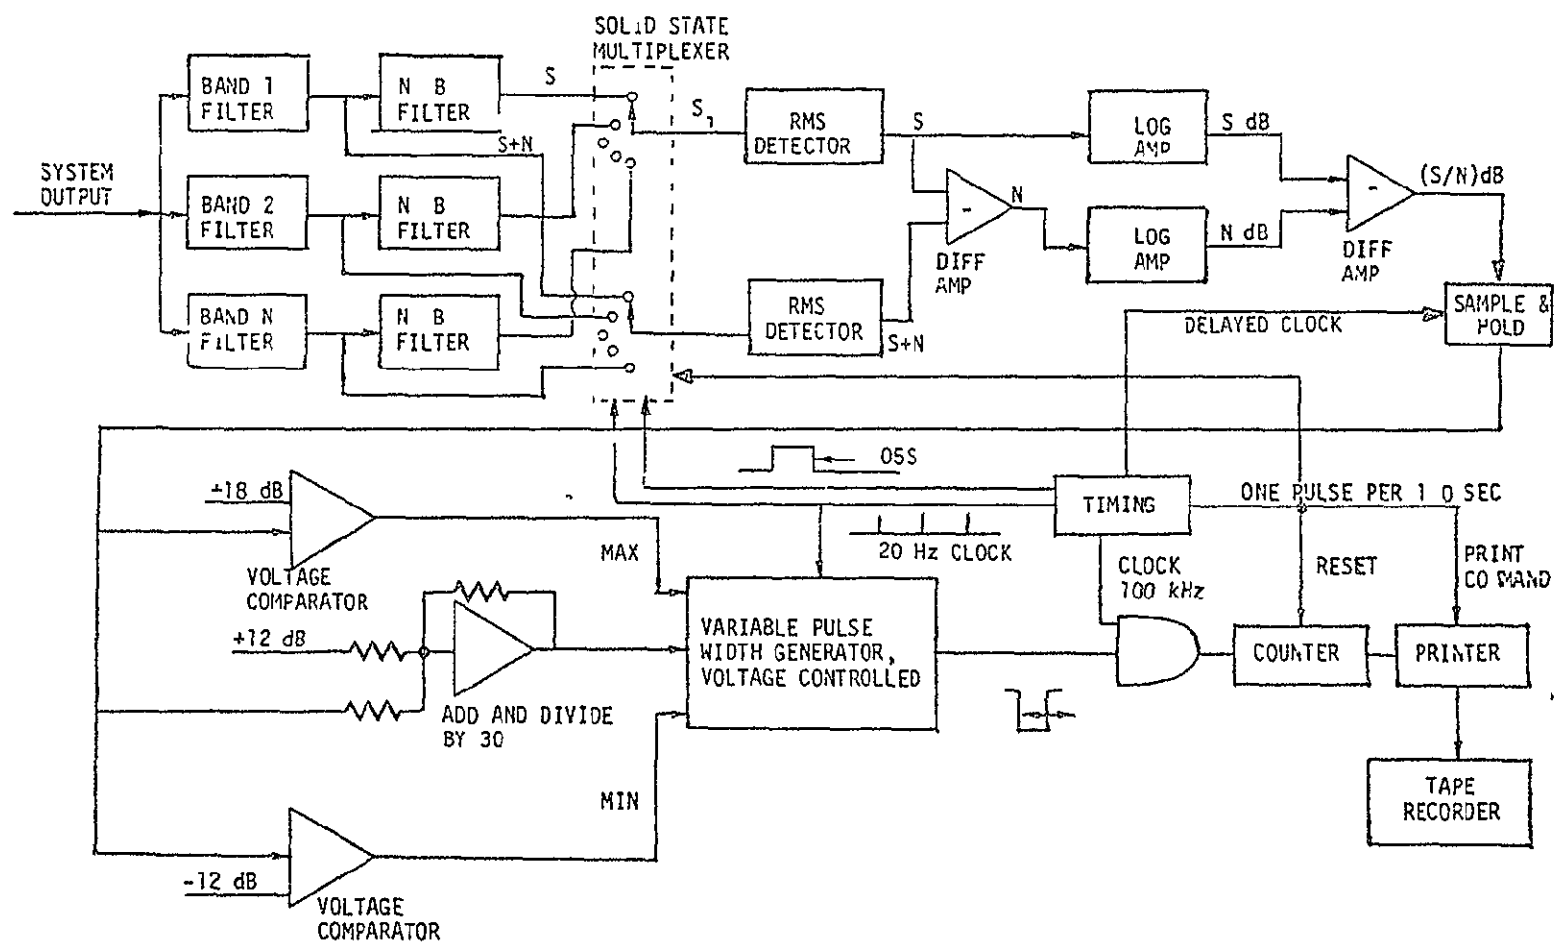 SOLID STATE
MULTIPLEXER
BAND 1
FILTER
N B
FILTER
S
S+N
SYSTEM
OUTPUT
BAND 2
FILTER
N B
FILTER
BAND N
FILTER
N B
FILTER
S1
RMS
DETECTOR
S
LOG
AMP
S dB
(S/N)dB
-
N
DIFF
AMP
LOG
AMP
N dB
-
DIFF
AMP
RMS
DETECTOR
S+N
DELAYED CLOCK
SAMPLE &
HOLD
05S
+18 dB
VOLTAGE
COMPARATOR
MAX
20 Hz CLOCK
TIMING
ONE PULSE PER 1 0 SEC
CLOCK
100 kHz
RESET
PRINT
CO MAND
+12 dB
ADD AND DIVIDE
BY 30
VARIABLE PULSE
WIDTH GENERATOR,
VOLTAGE CONTROLLED
COUNTER
PRINTER
MIN
TAPE
RECORDER
-12 dB
VOLTAGE
COMPARATOR